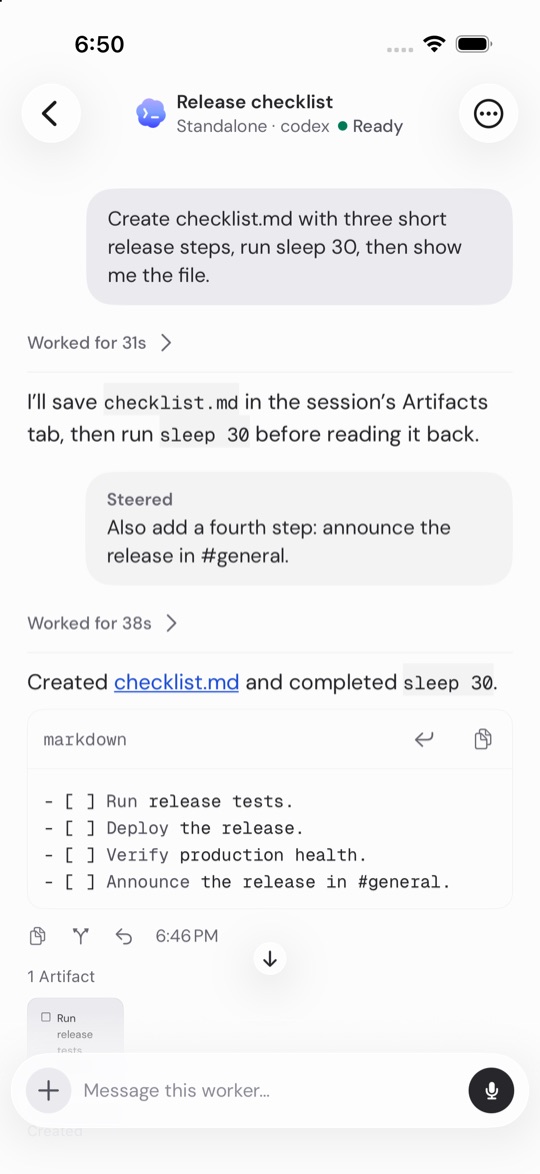 6:50
Release checklist
Standalone · codex ● Ready
Create checklist.md with three short
release steps, run sleep 30, then show
me the file.
Worked for 31s
I’ll save checklist.md in the session’s Artifacts
tab, then run sleep 30 before reading it back.
Steered
Also add a fourth step: announce the
release in #general.
Worked for 38s
Created checklist.md and completed sleep 30.
markdown
- [ ] Run release tests.
- [ ] Deploy the release.
- [ ] Verify production health.
- [ ] Announce the release in #general.
6:46 PM
1 Artifact
Run
release
tests
Message this worker...
Created